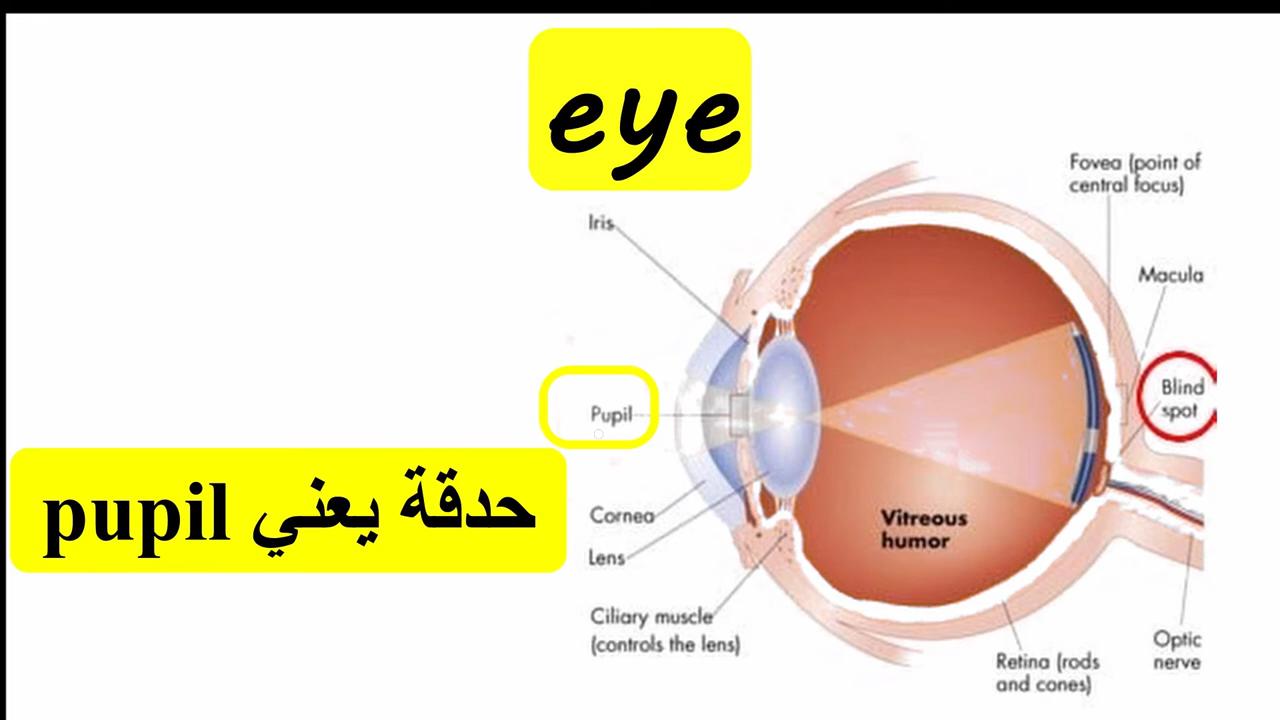 eye
Fovea (point of
central focus)
Iris
Macula
Pupil
Blind
spot
حدقة يعني pupil
Cornea
Vitreous
humor
Lens
Ciliary muscle
(controls the lens)
Optic
nerve
Retina (rods
and cones)